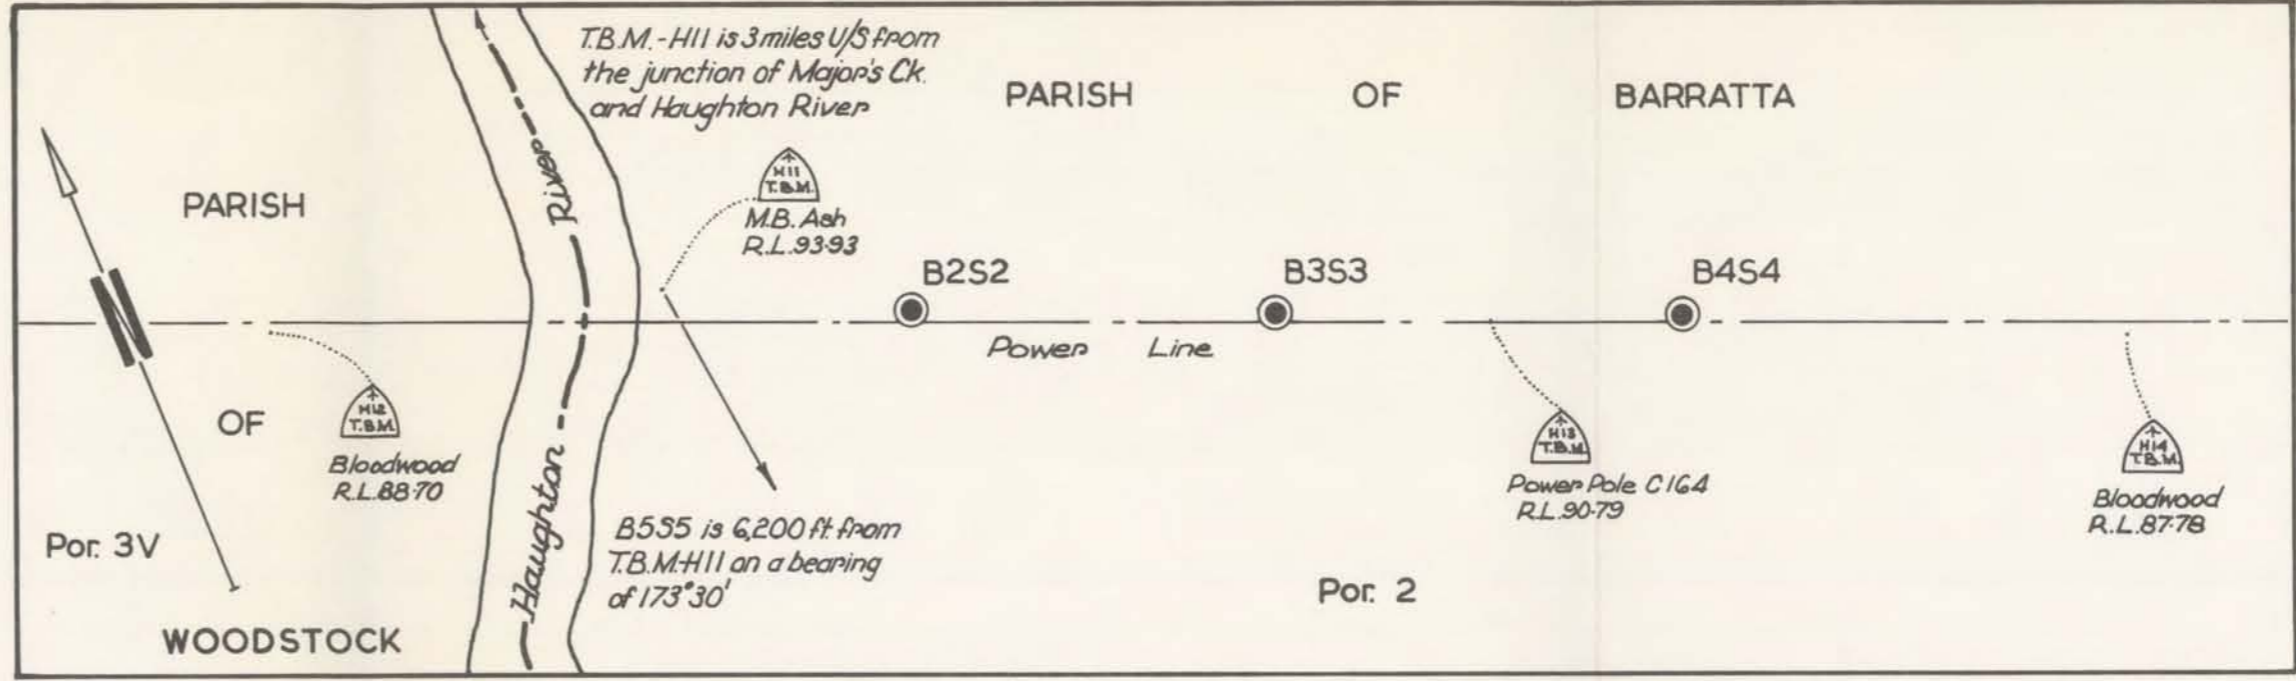 T.B.M.-H11 is 3 miles U/S from
the junction of Major's Ck.
and Haughton River
PARISH OF BARRATTA
PARISH
OF
WOODSTOCK
Por. 3V
N
H12
T.B.M.
Bloodwood
R.L.88·70
Haughton River
H11
T.B.M.
M.B. Ash
R.L.93·93
B2S2
B3S3
B4S4
Power Line
B5S5 is 6,200 ft. from
T.B.M-H11 on a bearing
of 173°30'
H13
T.B.M.
Power Pole C164
R.L.90·79
H14
T.B.M.
Bloodwood
R.L.87·78
Por. 2